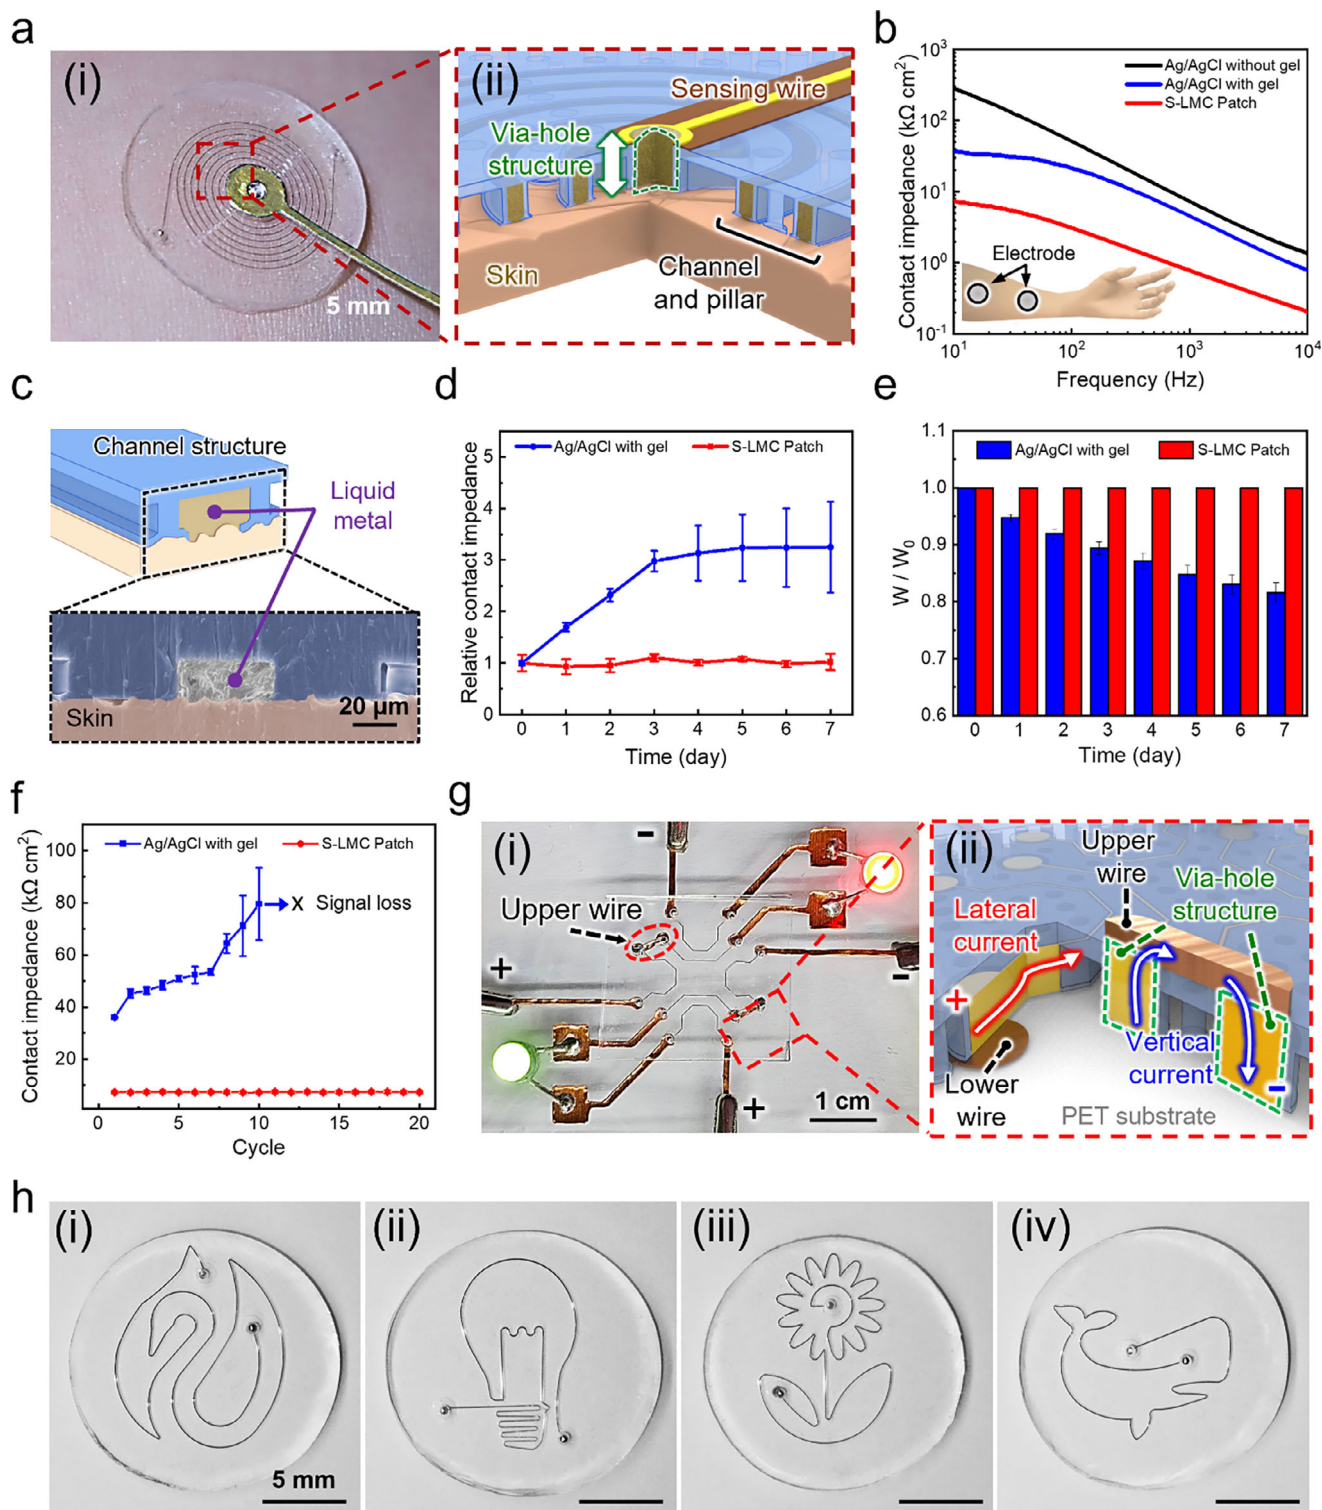 a
(i)
5 mm
(ii)
Sensing wire
Via-hole
structure
Skin
Channel
and pillar
b
Contact impedance (kΩ cm²)
10³
10²
10¹
10⁰
10⁻¹
Ag/AgCl without gel
Ag/AgCl with gel
S-LMC Patch
Electrode
10¹ 10² 10³ 10⁴
Frequency (Hz)
c
Channel structure
Liquid
metal
Skin
20 µm
d
Relative contact impedance
Ag/AgCl with gel S-LMC Patch
5
4
3
2
1
0
0 1 2 3 4 5 6 7
Time (day)
e
W / W₀
1.1
1.0
0.9
0.8
0.7
0.6
Ag/AgCl with gel S-LMC Patch
0 1 2 3 4 5 6 7
Time (day)
f
Contact impedance (kΩ cm²)
Ag/AgCl with gel S-LMC Patch
100
80
60
40
20
X Signal loss
0 5 10 15 20
Cycle
g
(i)
-
Upper wire
+
-
+
1 cm
(ii)
Upper
wire
Via-hole
structure
Lateral
current
+
Vertical
current
-
Lower
wire
PET substrate
h
(i)
5 mm
(ii)
(iii)
(iv)